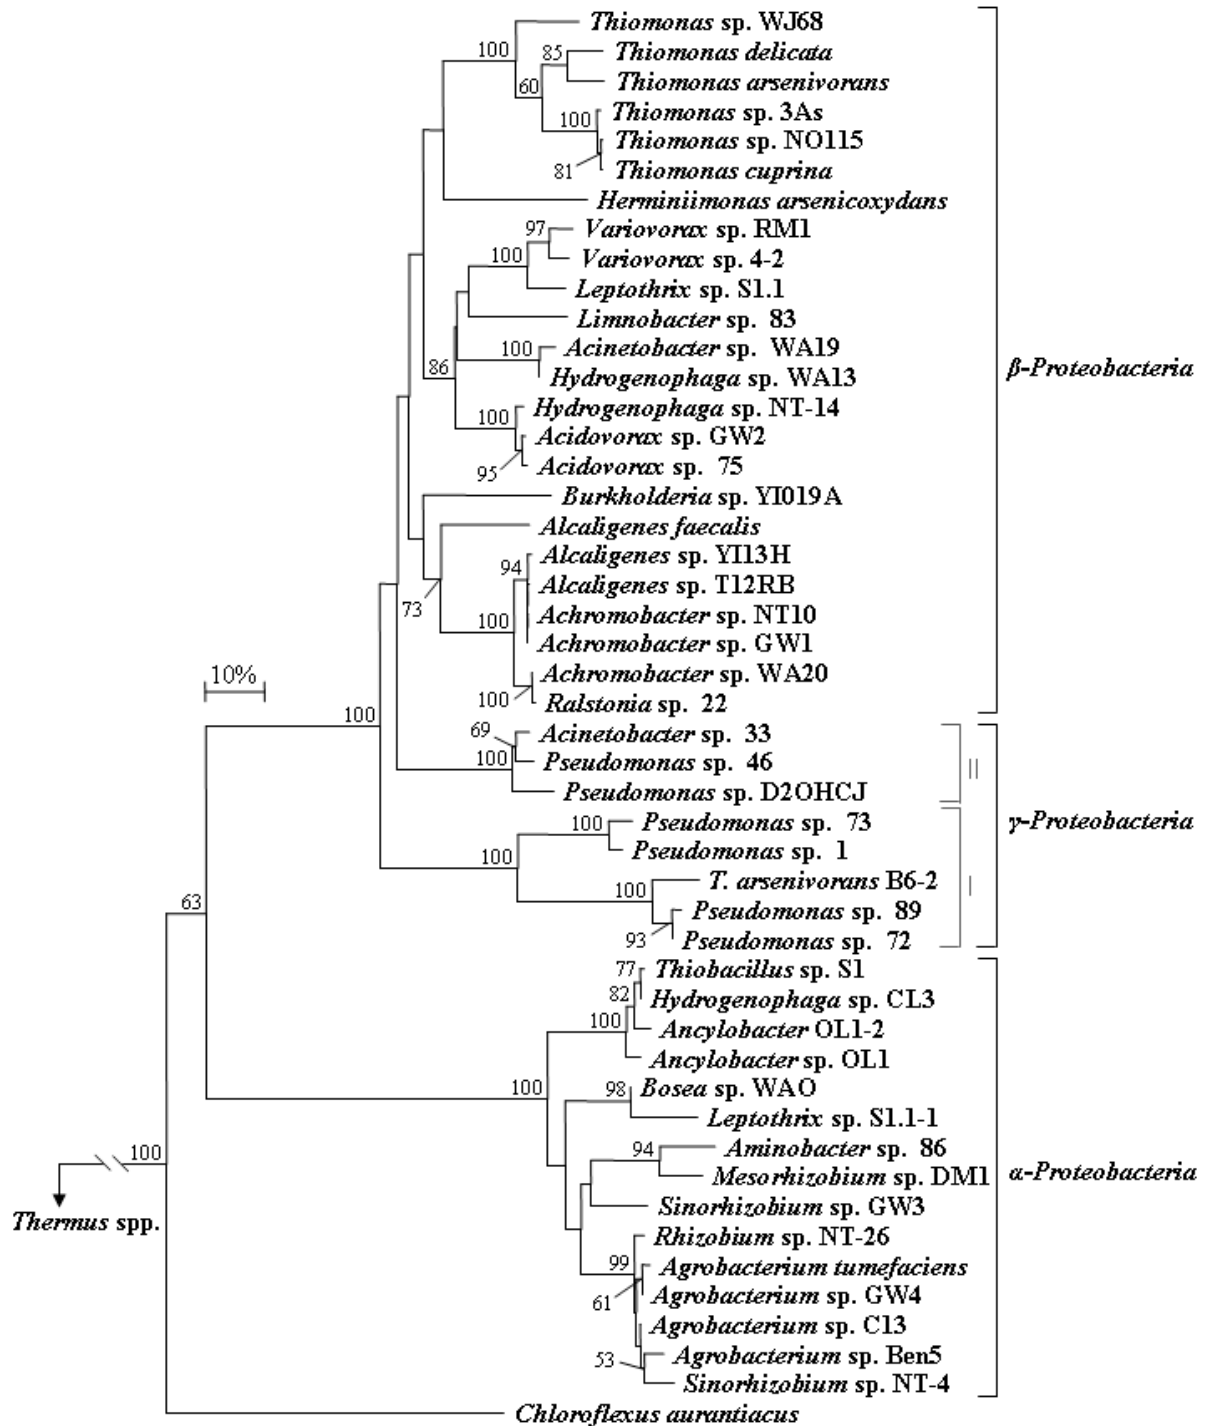 Thiomonas sp. WJ68
100
85
Thiomonas delicata
60
Thiomonas arsenivorans
100
Thiomonas sp. 3As
Thiomonas sp. NO115
81
Thiomonas cuprina
Herminiimonas arsenicoxydans
97
Variovorax sp. RM1
100
Variovorax sp. 4-2
Leptothrix sp. S1.1
Limnobacter sp. 83
100
Acinetobacter sp. WA19
86
Hydrogenophaga sp. WA13
β-Proteobacteria
100
Hydrogenophaga sp. NT-14
Acidovorax sp. GW2
95
Acidovorax sp. 75
Burkholderia sp. YI019A
Alcaligenes faecalis
Alcaligenes sp. YI13H
94
Alcaligenes sp. T12RB
73
Achromobacter sp. NT10
100
Achromobacter sp. GW1
10%
Achromobacter sp. WA20
100
Ralstonia sp. 22
100
69
Acinetobacter sp. 33
100
Pseudomonas sp. 46
II
Pseudomonas sp. D2OHCJ
100
Pseudomonas sp. 73
γ-Proteobacteria
100
Pseudomonas sp. 1
100
T. arsenivorans B6-2
I
63
Pseudomonas sp. 89
93
Pseudomonas sp. 72
77
Thiobacillus sp. S1
82
Hydrogenophaga sp. CL3
100
Ancylobacter OL1-2
Ancylobacter sp. OL1
100
98
Bosea sp. WAO
Leptothrix sp. S1.1-1
100
94
Aminobacter sp. 86
Mesorhizobium sp. DM1
α-Proteobacteria
Sinorhizobium sp. GW3
Thermus spp.
Rhizobium sp. NT-26
99
Agrobacterium tumefaciens
61
Agrobacterium sp. GW4
Agrobacterium sp. C13
53
Agrobacterium sp. Ben5
Sinorhizobium sp. NT-4
Chloroflexus aurantiacus